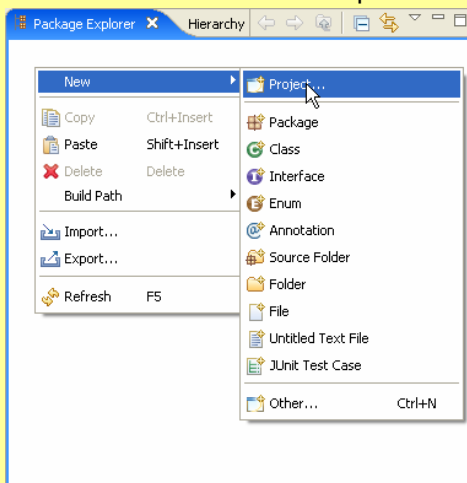 Package Explorer Hierarchy
New
Copy Ctrl+Insert
Paste Shift+Insert
Delete Delete
Build Path
Import...
Export...
Refresh F5
Project...
Package
Class
Interface
Enum
Annotation
Source Folder
Folder
File
Untitled Text File
JUnit Test Case
Other... Ctrl+N